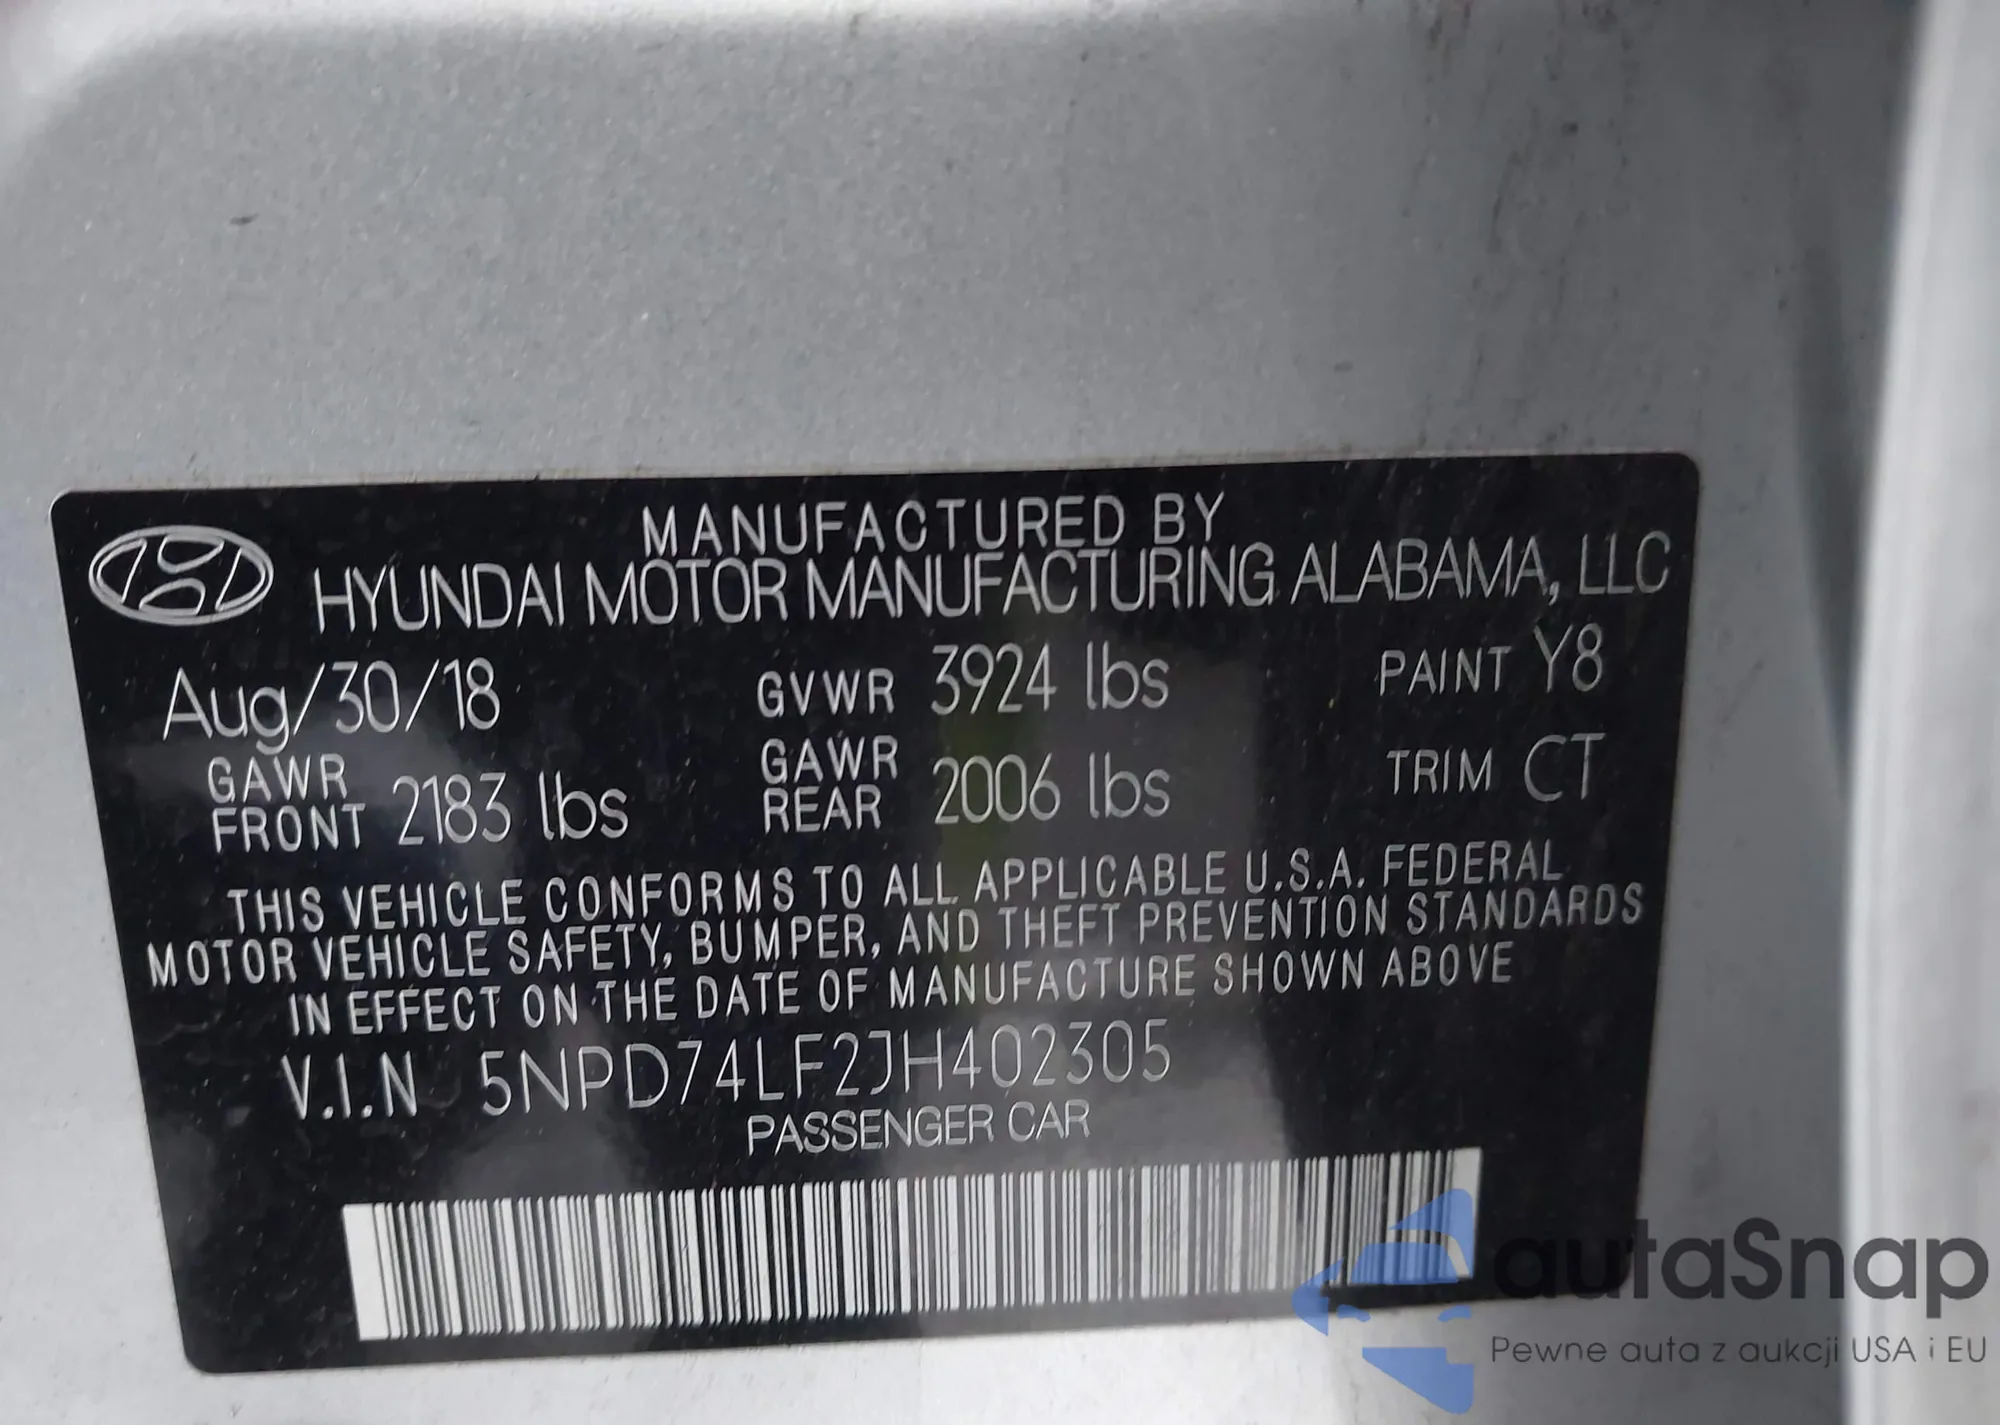 MANUFACTURED BY
HYUNDAI MOTOR MANUFACTURING ALABAMA, LLC
Aug/30/18 GVWR 3924 lbs PAINT Y8
GAWR FRONT 2183 lbs GAWR REAR 2006 lbs TRIM CT
THIS VEHICLE CONFORMS TO ALL APPLICABLE U.S.A. FEDERAL
MOTOR VEHICLE SAFETY, BUMPER, AND THEFT PREVENTION STANDARDS
IN EFFECT ON THE DATE OF MANUFACTURE SHOWN ABOVE
V.I.N 5NPD74LF2JH402305
PASSENGER CAR
autaSnap
Pewne auta z aukcji USA i EU